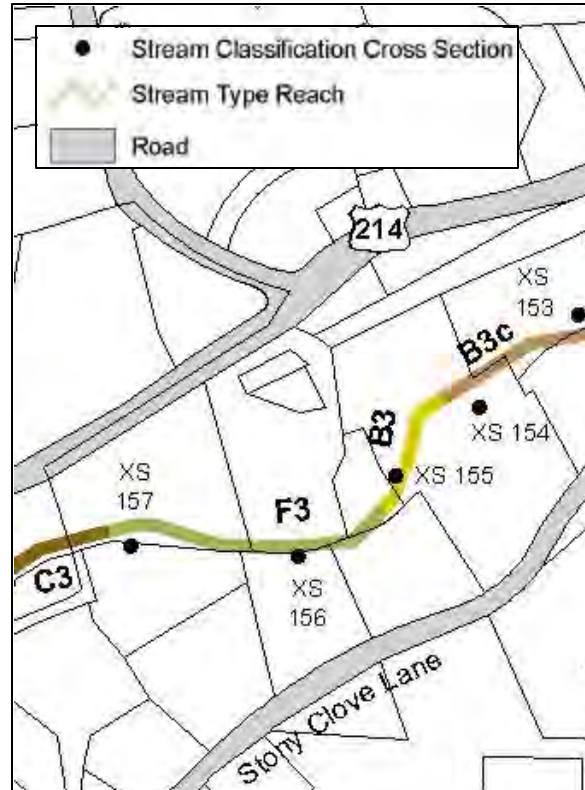 Stream Classification Cross Section
Stream Type Reach
Road
214
XS
153
B3c
XS 154
B3
XS 155
XS
157
F3
C3
XS
156
Stony Clove Lane